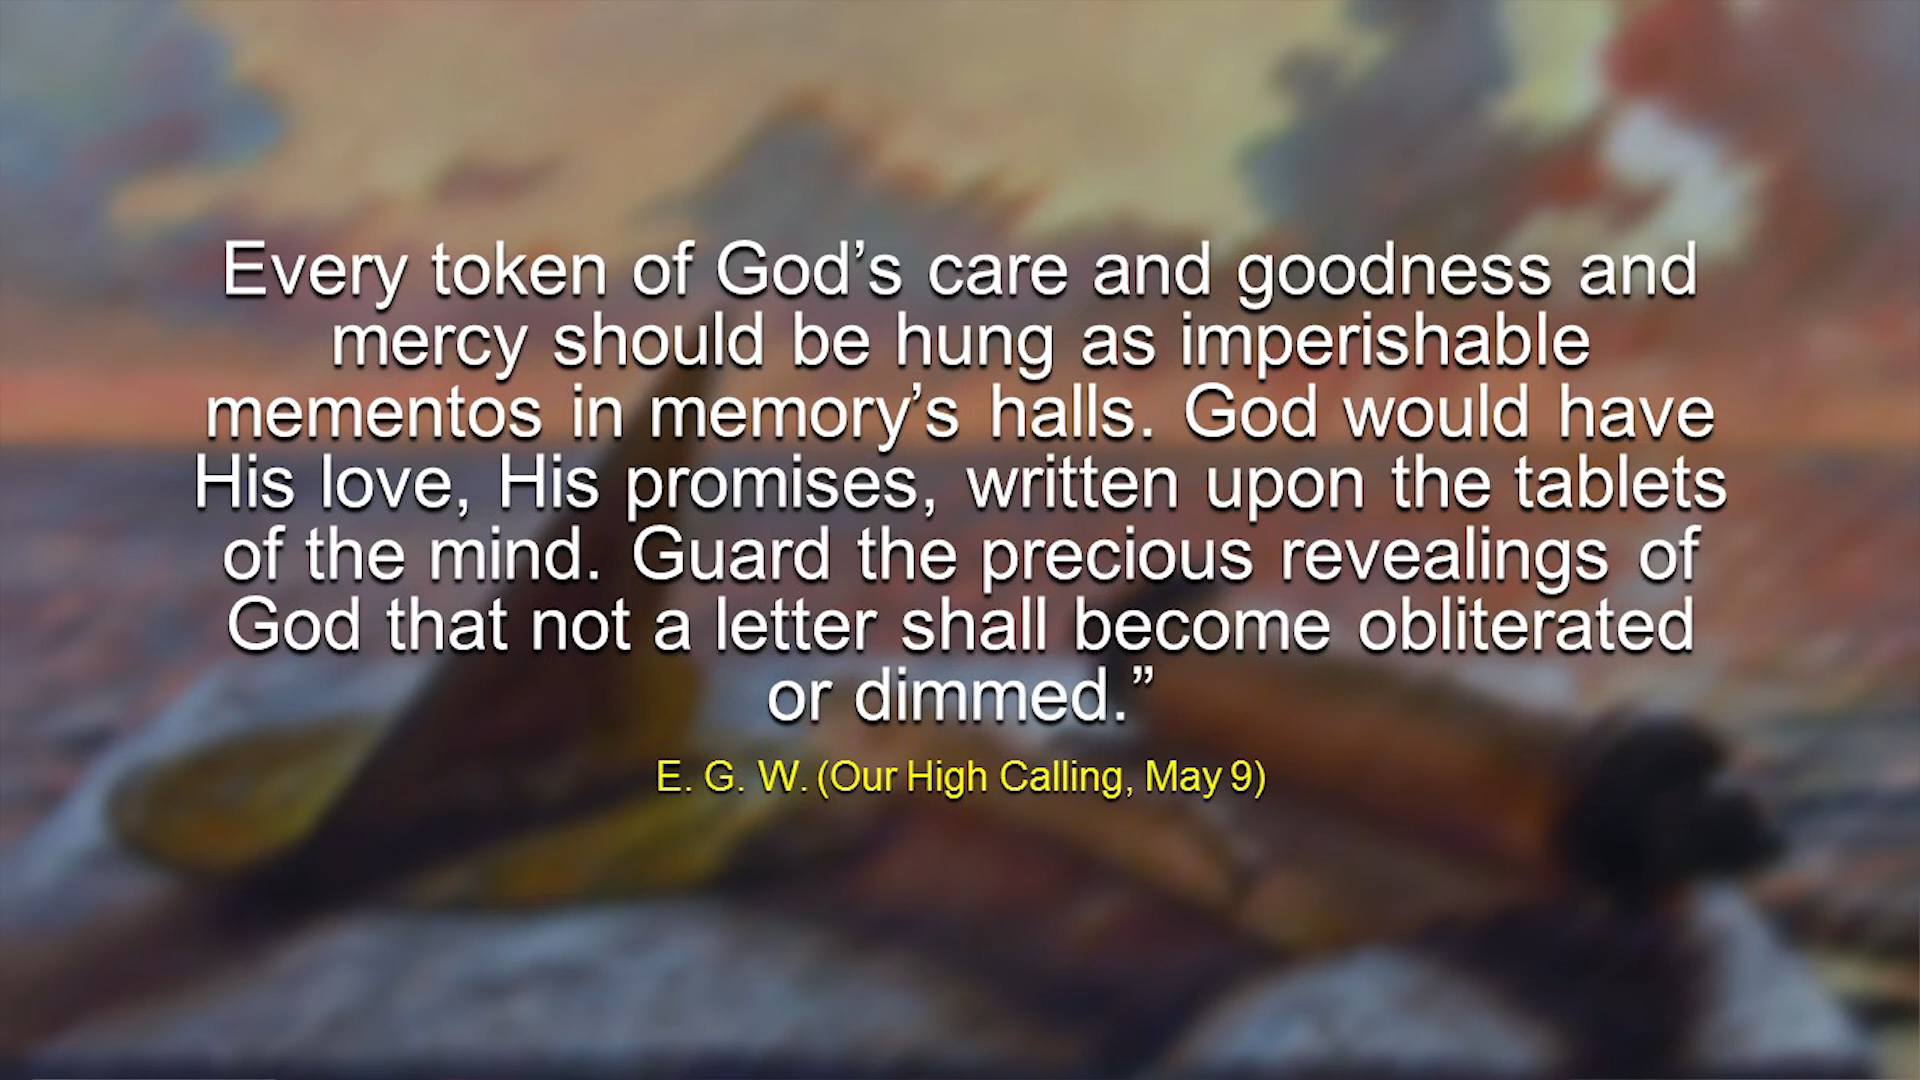 Every token of God’s care and goodness and
mercy should be hung as imperishable
mementos in memory’s halls. God would have
His love, His promises, written upon the tablets
of the mind. Guard the precious revealings of
God that not a letter shall become obliterated
or dimmed.”
E. G. W. (Our High Calling, May 9)